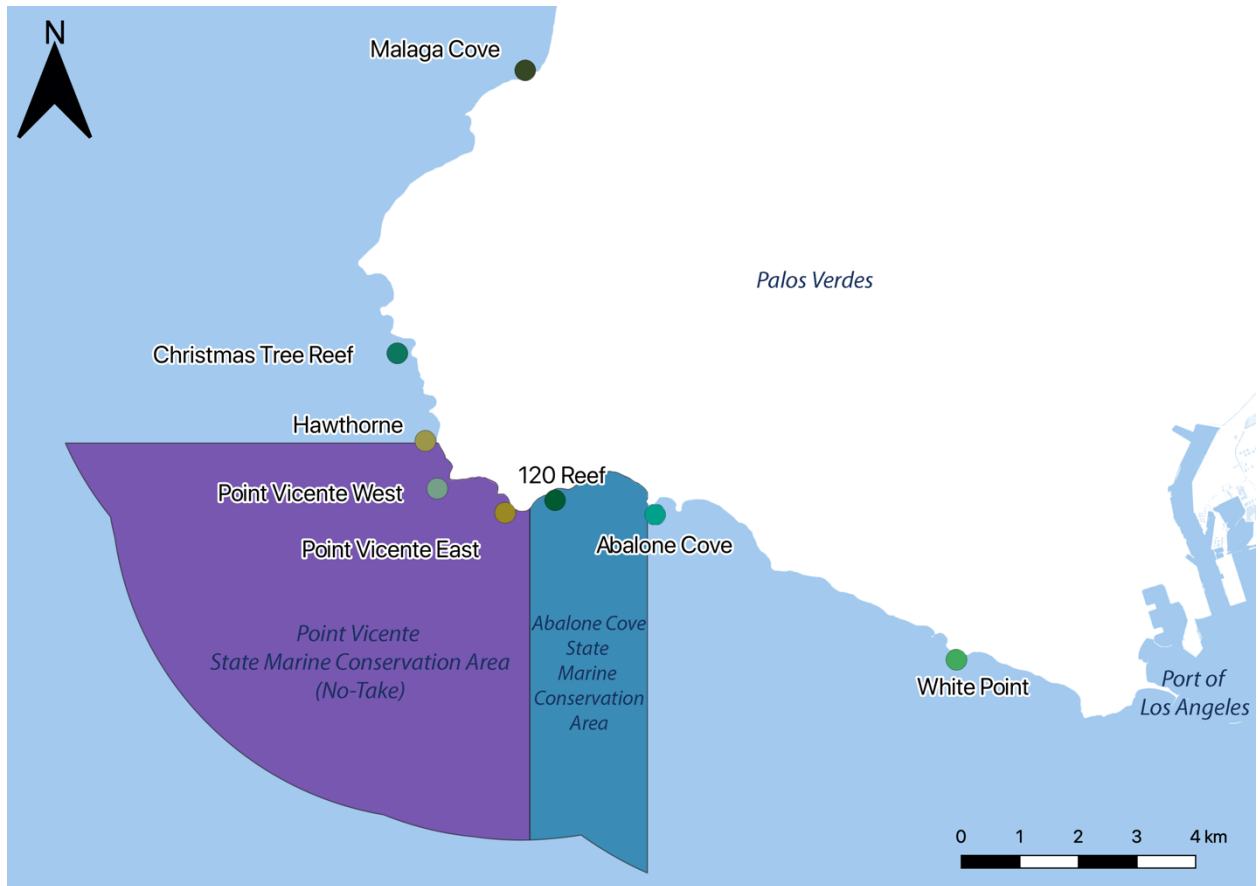 N
Malaga Cove
Palos Verdes
Christmas Tree Reef
Hawthorne
120 Reef
Point Vicente West
Point Vicente East
Abalone Cove
Point Vicente
State Marine Conservation Area
(No-Take)
Abalone Cove
State
Marine
Conservation
Area
White Point
Port of
Los Angeles
0 1 2 3 4 km